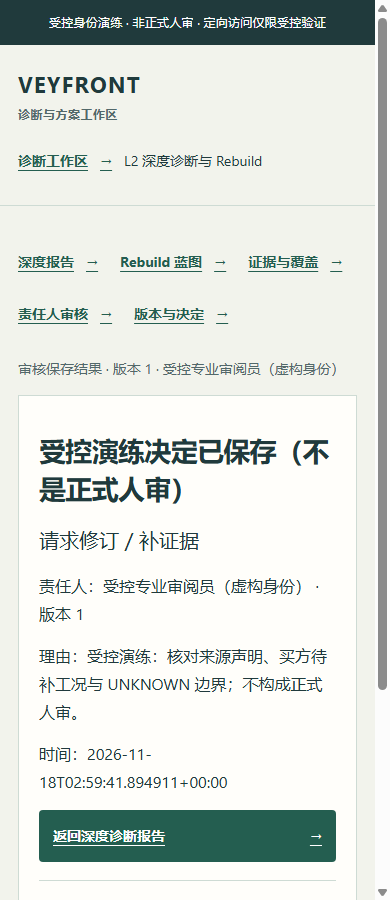 受控身份演练 · 非正式人审 · 定向访问仅限受控验证
VEYFRONT
诊断与方案工作区
诊断工作区 → L2 深度诊断与 Rebuild
深度报告 → Rebuild 蓝图 → 证据与覆盖 →
责任人审核 → 版本与决定 →
审核保存结果 · 版本 1 · 受控专业审阅员（虚构身份）
受控演练决定已保存（不
是正式人审）
请求修订 / 补证据
责任人：受控专业审阅员（虚构身份） ·
版本 1
理由：受控演练：核对来源声明、买方待
补工况与 UNKNOWN 边界；不构成正式
人审。
时间：2026-11-
18T02:59:41.894911+00:00
返回深度诊断报告 →